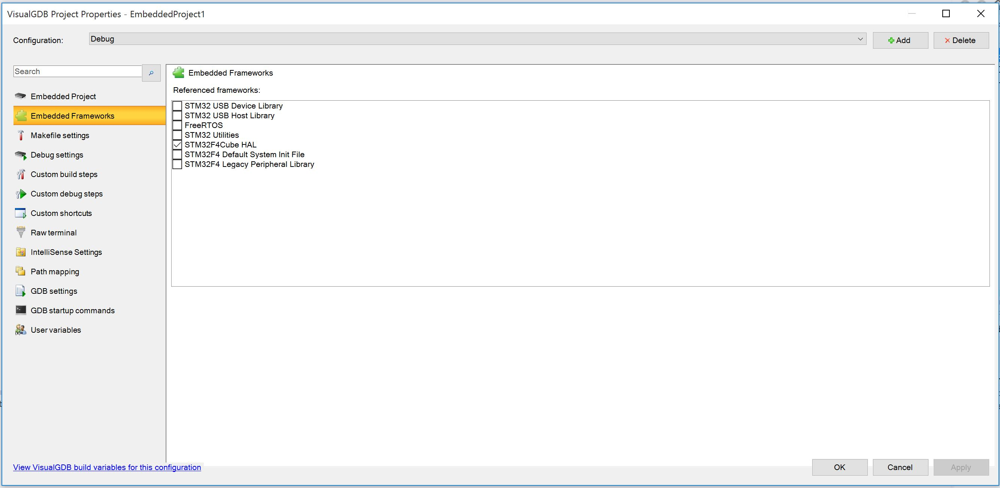 VisualGDB Project Properties - EmbeddedProject1
Configuration:
Debug
Add
Delete
Search
Embedded Project
Embedded Frameworks
Makefile settings
Debug settings
Custom build steps
Custom debug steps
Custom shortcuts
Raw terminal
IntelliSense Settings
Path mapping
GDB settings
GDB startup commands
User variables
Embedded Frameworks
Referenced frameworks:
STM32 USB Device Library
STM32 USB Host Library
FreeRTOS
STM32 Utilities
STM32F4Cube HAL
STM32F4 Default System Init File
STM32F4 Legacy Peripheral Library
View VisualGDB build variables for this configuration
OK
Cancel
Apply